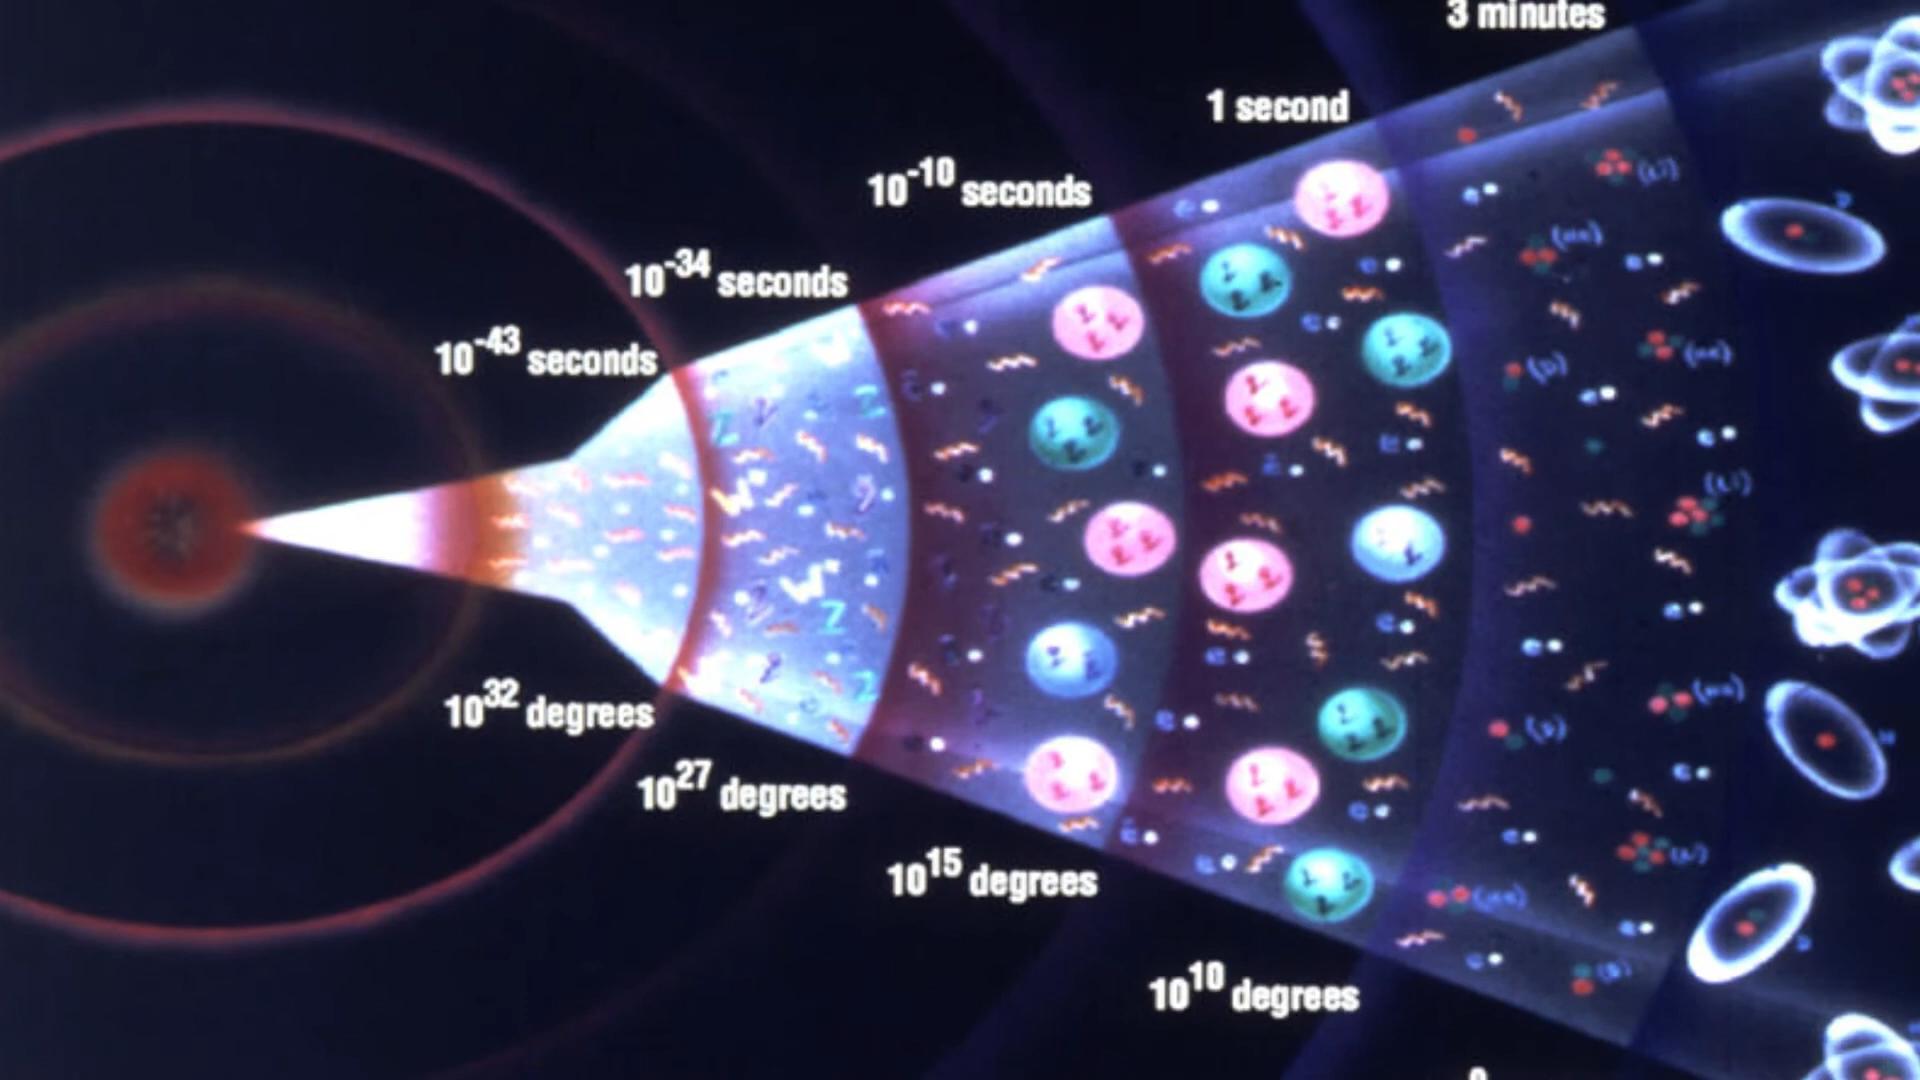 3 minutes
1 second
10⁻¹⁰ seconds
10⁻³⁴ seconds
10⁻⁴³ seconds
10³² degrees
10²⁷ degrees
10¹⁵ degrees
10¹⁰ degrees